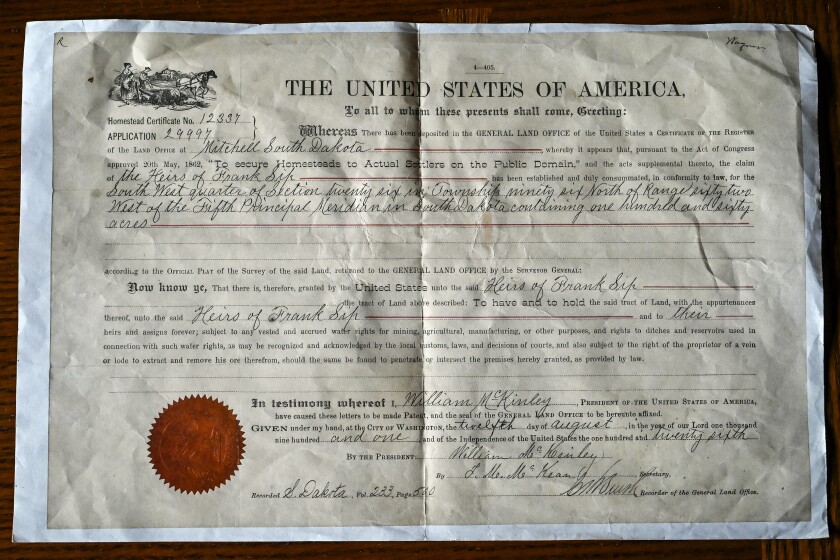 R
Wagner
4—405.
THE UNITED STATES OF AMERICA,
To all to whom these presents shall come, Greeting:
Homestead Certificate No. 12337
APPLICATION 29997
Whereas There has been deposited in the GENERAL LAND OFFICE of the United States a CERTIFICATE OF THE REGISTER
OF THE LAND OFFICE AT Mitchell South Dakota, whereby it appears that, pursuant to the Act of Congress
approved 20th May, 1862, "To secure Homesteads to Actual Settlers on the Public Domain," and the acts supplemental thereto, the claim
of the Heirs of Frank Sip has been established and duly consummated, in conformity to law, for the
South West quarter of Section twenty six in Township ninety six North of Range sixty two
West of the Fifth Principal Meridian in South Dakota containing one hundred and sixty
acres
according to the OFFICIAL PLAT of the Survey of the said Land, returned to the GENERAL LAND OFFICE by the SURVEYOR GENERAL:
Now know ye, That there is, therefore, granted by the United States unto the said Heirs of Frank Sip
the tract of Land above described: To have and to hold the said tract of Land, with the appurtenances
thereof, unto the said Heirs of Frank Sip and to their
heirs and assigns forever; subject to any vested and accrued water rights for mining, agricultural, manufacturing, or other purposes, and rights to ditches and reservoirs used in
connection with such water rights, as may be recognized and acknowledged by the local customs, laws, and decisions of courts, and also subject to the right of the proprietor of a vein
or lode to extract and remove his ore therefrom, should the same be found to penetrate or intersect the premises hereby granted, as provided by law.
In testimony whereof I, William McKinley, PRESIDENT OF THE UNITED STATES OF AMERICA,
have caused these letters to be made Patent, and the seal of the GENERAL LAND OFFICE to be hereunto affixed.
GIVEN under my hand, at the CITY OF WASHINGTON, the twelfth day of august, in the year of our Lord one thousand
nine hundred and one, and of the Independence of the United States the one hundred and twenty sixth
BY THE PRESIDENT: William McKinley
By F. M. McKean Secretary.
Recorded S. Dakota, Vol. 233, Page 500
Recorder of the General Land Office.